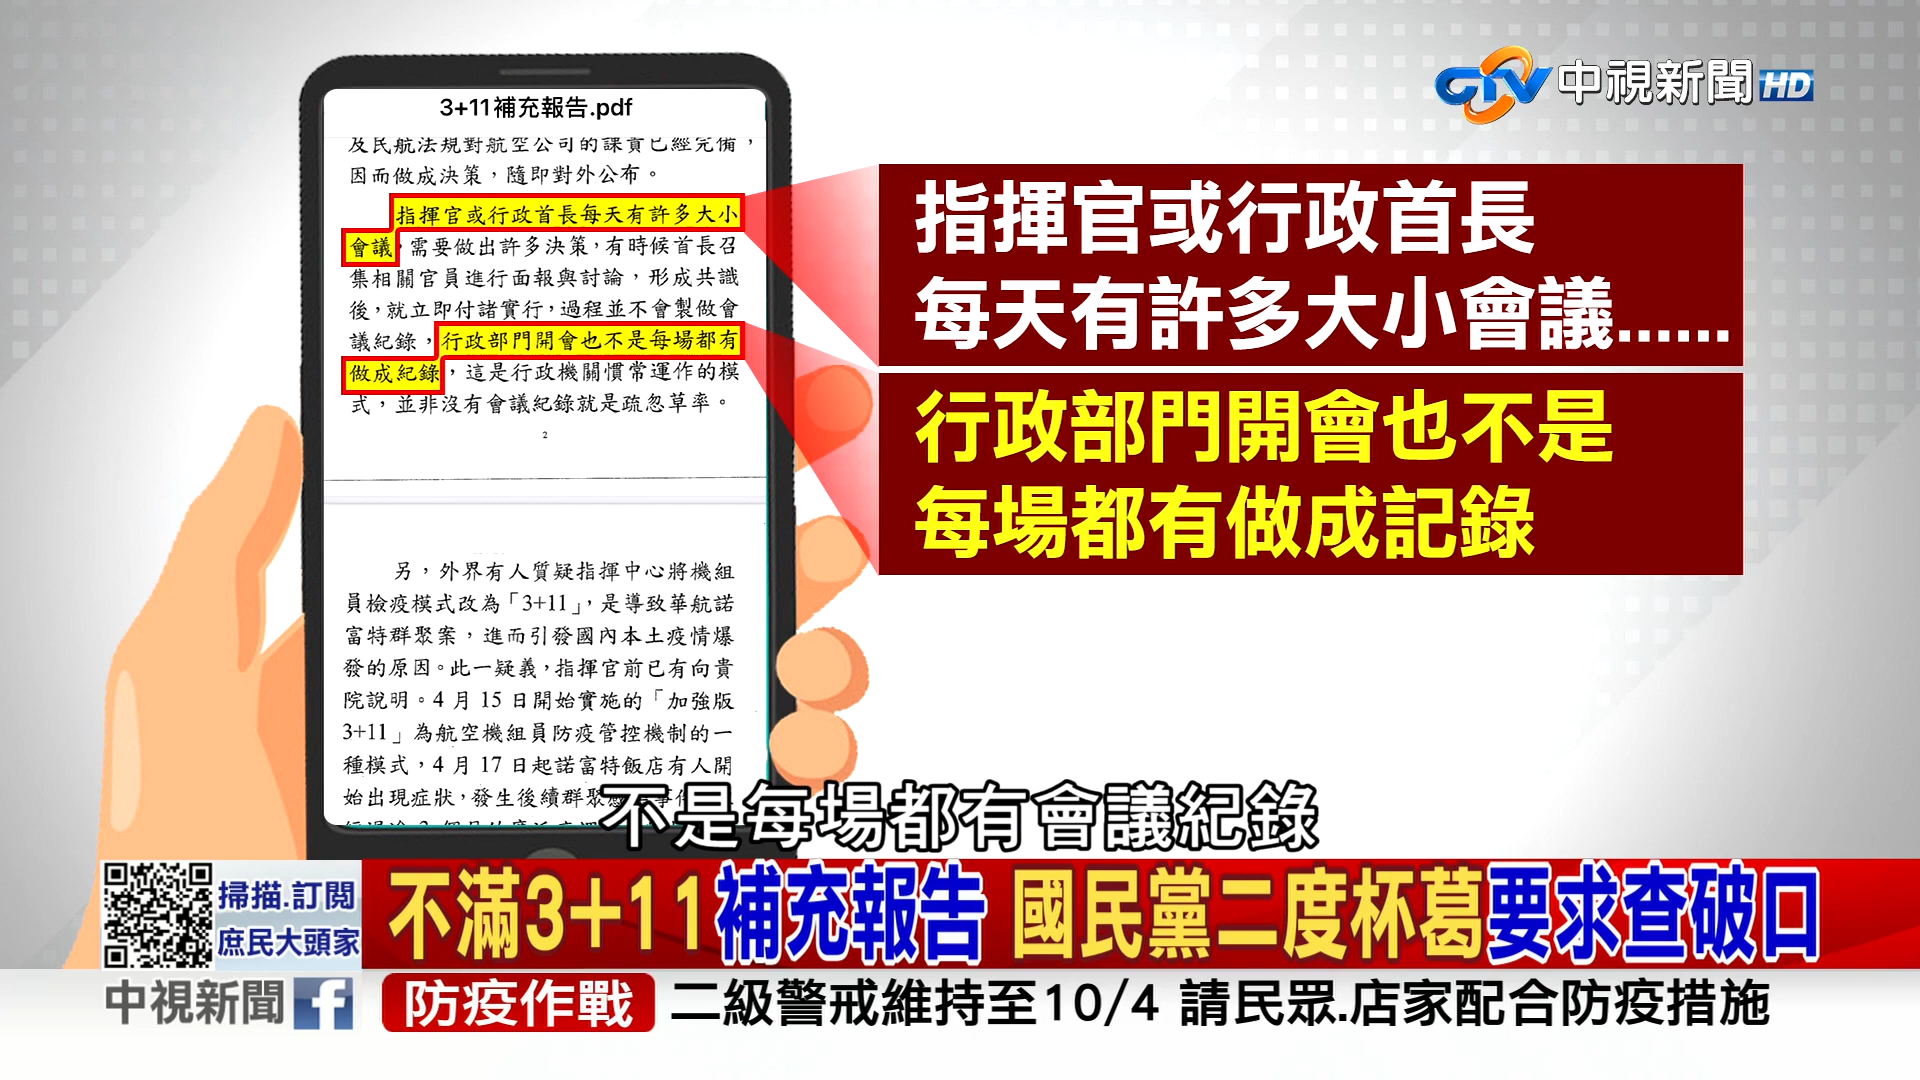 CTV中視新聞HD
3+11補充報告.pdf
及民航法規對航空公司的課責已經完備，
因而做成決策，隨即對外公布。
指揮官或行政首長每天有許多大小
會議，需要做出許多決策，有時候首長召
集相關官員進行面報與討論，形成共識
後，就立即付諸實行，過程並不會製做會
議紀錄，行政部門開會也不是每場都有
做成紀錄，這是行政機關慣常運作的模
式，並非沒有會議紀錄就是疏忽草率。
2
另，外界有人質疑指揮中心將機組
員檢疫模式改為「3+11」，是導致華航諾
富特群聚案，進而引發國內本土疫情爆
發的原因。此一疑義，指揮官前已有向貴
院說明。4 月 15 日開始實施的「加強版
3+11」為航空機組員防疫管控機制的一
種模式，4 月 17 日起諾富特飯店有人開
始出現症狀，發生後續群聚
指揮官或行政首長
每天有許多大小會議......
行政部門開會也不是
每場都有做成記錄
不是每場都有會議紀錄
掃描.訂閱
庶民大頭家
不滿3+11補充報告 國民黨二度杯葛要求查破口
中視新聞 f
防疫作戰 二級警戒維持至10/4 請民眾.店家配合防疫措施